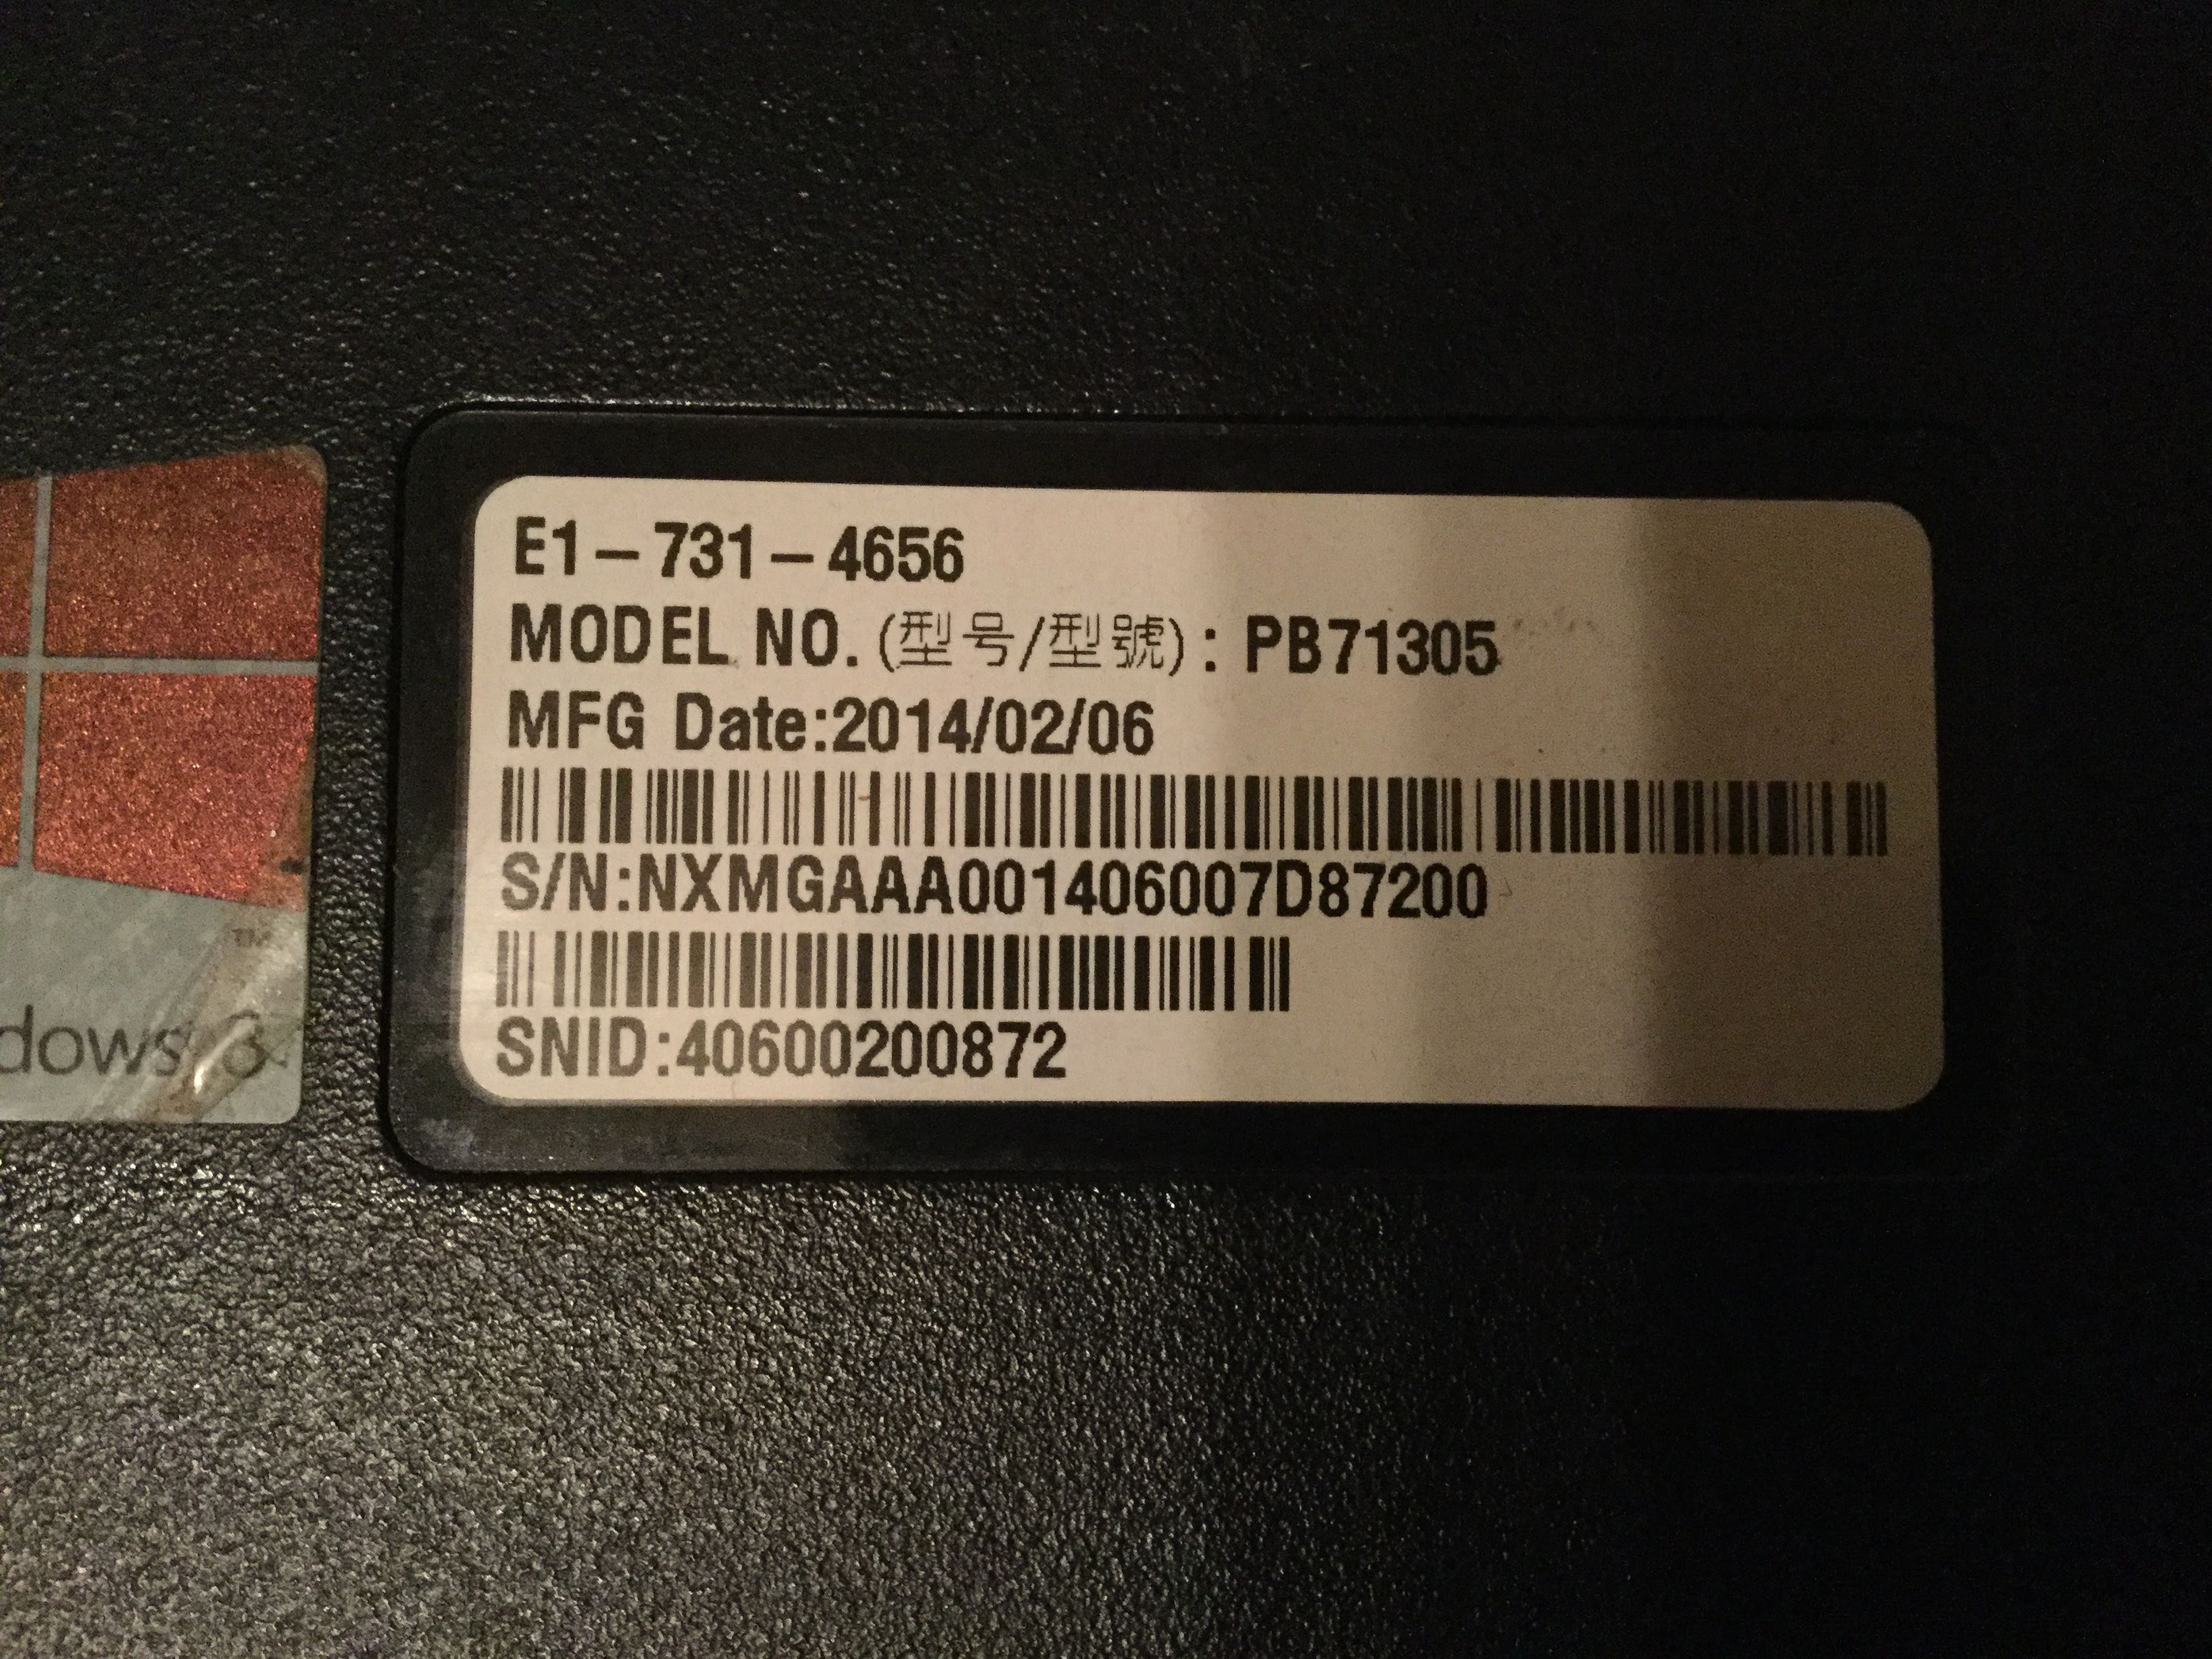 E1-731-4656
MODEL NO. (型号/型號) : PB71305
MFG Date:2014/02/06
S/N:NXMGAAA001406007D87200
SNID:40600200872
TM
dows 8